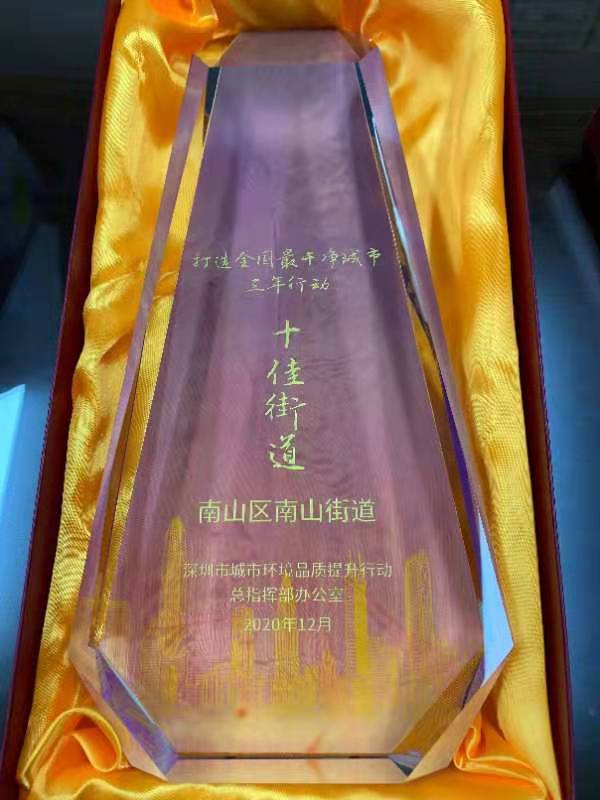 打造全国最干净城市
三年行动
十佳街道
南山区南山街道
深圳市城市环境品质提升行动
总指挥部办公室
2020年12月